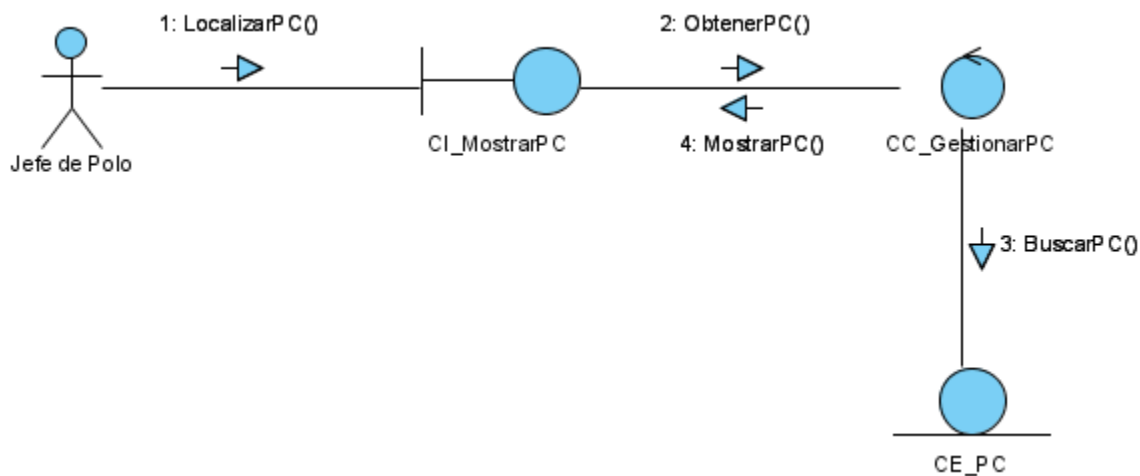 1: LocalizarPC()
2: ObtenerPC()
Jefe de Polo
CI_MostrarPC
4: MostrarPC()
CC_GestionarPC
3: BuscarPC()
CE_PC